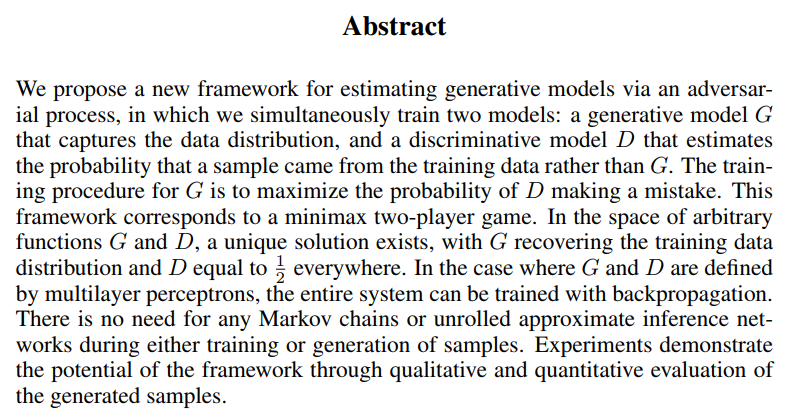 Abstract
We propose a new framework for estimating generative models via an adversar-
ial process, in which we simultaneously train two models: a generative model G
that captures the data distribution, and a discriminative model D that estimates
the probability that a sample came from the training data rather than G. The train-
ing procedure for G is to maximize the probability of D making a mistake. This
framework corresponds to a minimax two-player game. In the space of arbitrary
functions G and D, a unique solution exists, with G recovering the training data
distribution and D equal to 1/2 everywhere. In the case where G and D are defined
by multilayer perceptrons, the entire system can be trained with backpropagation.
There is no need for any Markov chains or unrolled approximate inference net-
works during either training or generation of samples. Experiments demonstrate
the potential of the framework through qualitative and quantitative evaluation of
the generated samples.